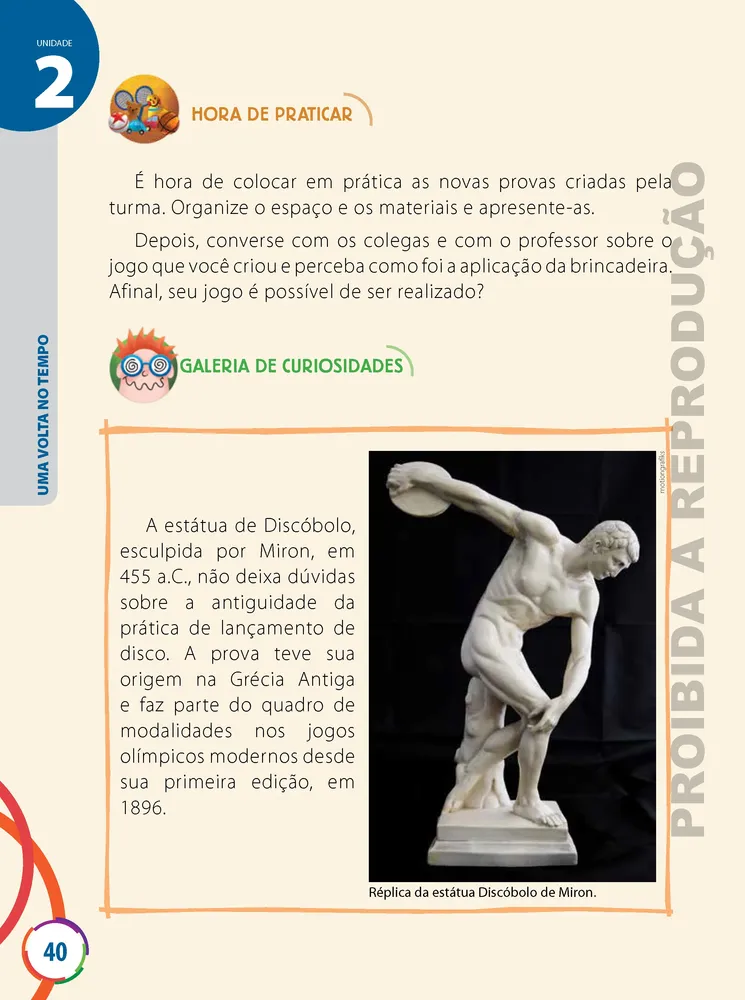 UNIDADE
2
HORA DE PRATICAR
É hora de colocar em prática as novas provas criadas pela
turma. Organize o espaço e os materiais e apresente-as.
Depois, converse com os colegas e com o professor sobre o
jogo que você criou e perceba como foi a aplicação da brincadeira.
Afinal, seu jogo é possível de ser realizado?
GALERIA DE CURIOSIDADES
UMA VOLTA NO TEMPO
A estátua de Discóbolo,
esculpida por Miron, em
455 a.C., não deixa dúvidas
sobre a antiguidade da
prática de lançamento de
disco. A prova teve sua
origem na Grécia Antiga
e faz parte do quadro de
modalidades nos jogos
olímpicos modernos desde
sua primeira edição, em
1896.
motiongrafiks
Réplica da estátua Discóbolo de Miron.
PROIBIDA A REPRODUÇÃO
40